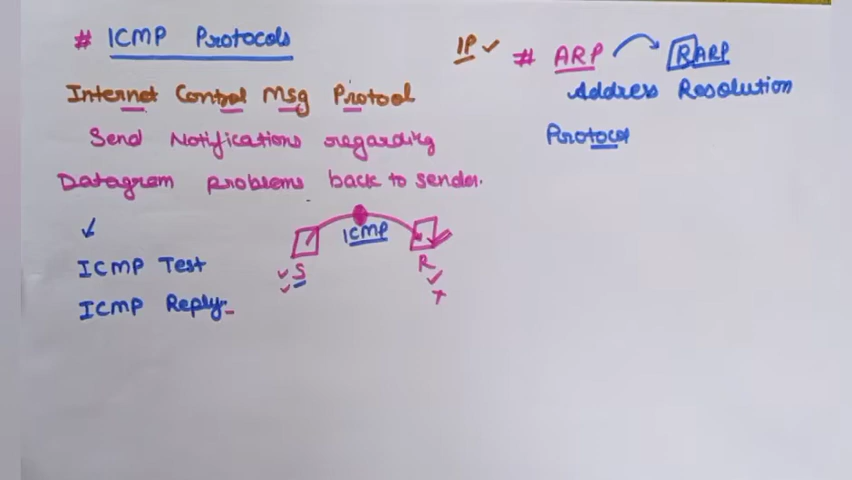 # ICMP Protocols
Internet Control Msg Protocol
Send Notifications regarding
Datagram problems back to sender.
ICMP Test
ICMP Reply
ICMP
S
R
IP
# ARP RARP
Address Resolution
Protocol